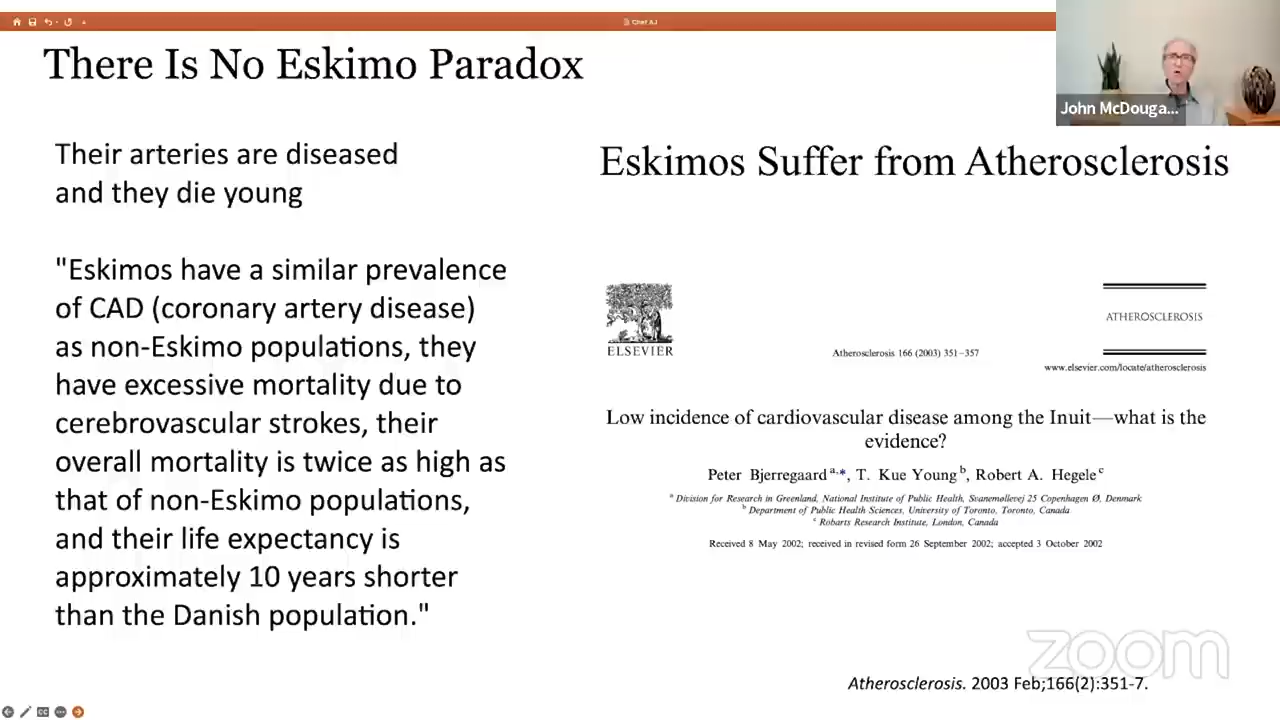 Chef AJ
There Is No Eskimo Paradox
John McDouga...
Their arteries are diseased
and they die young
"Eskimos have a similar prevalence
of CAD (coronary artery disease)
as non-Eskimo populations, they
have excessive mortality due to
cerebrovascular strokes, their
overall mortality is twice as high as
that of non-Eskimo populations,
and their life expectancy is
approximately 10 years shorter
than the Danish population."
Eskimos Suffer from Atherosclerosis
ELSEVIER
Atherosclerosis 166 (2003) 351–357
ATHEROSCLEROSIS
www.elsevier.com/locate/atherosclerosis
Low incidence of cardiovascular disease among the Inuit—what is the
evidence?
Peter Bjerregaard a,*, T. Kue Young b, Robert A. Hegele c
a Division for Research in Greenland, National Institute of Public Health, Svanemøllevej 25 Copenhagen Ø, Denmark
b Department of Public Health Sciences, University of Toronto, Toronto, Canada
c Robarts Research Institute, London, Canada
Received 8 May 2002; received in revised form 26 September 2002; accepted 3 October 2002
zoom
Atherosclerosis. 2003 Feb;166(2):351-7.
CC